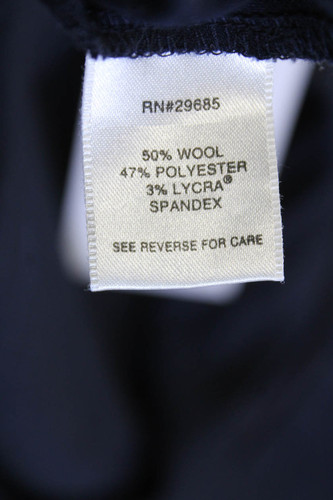 RN#29685
50% WOOL
47% POLYESTER
3% LYCRA®
SPANDEX
SEE REVERSE FOR CARE